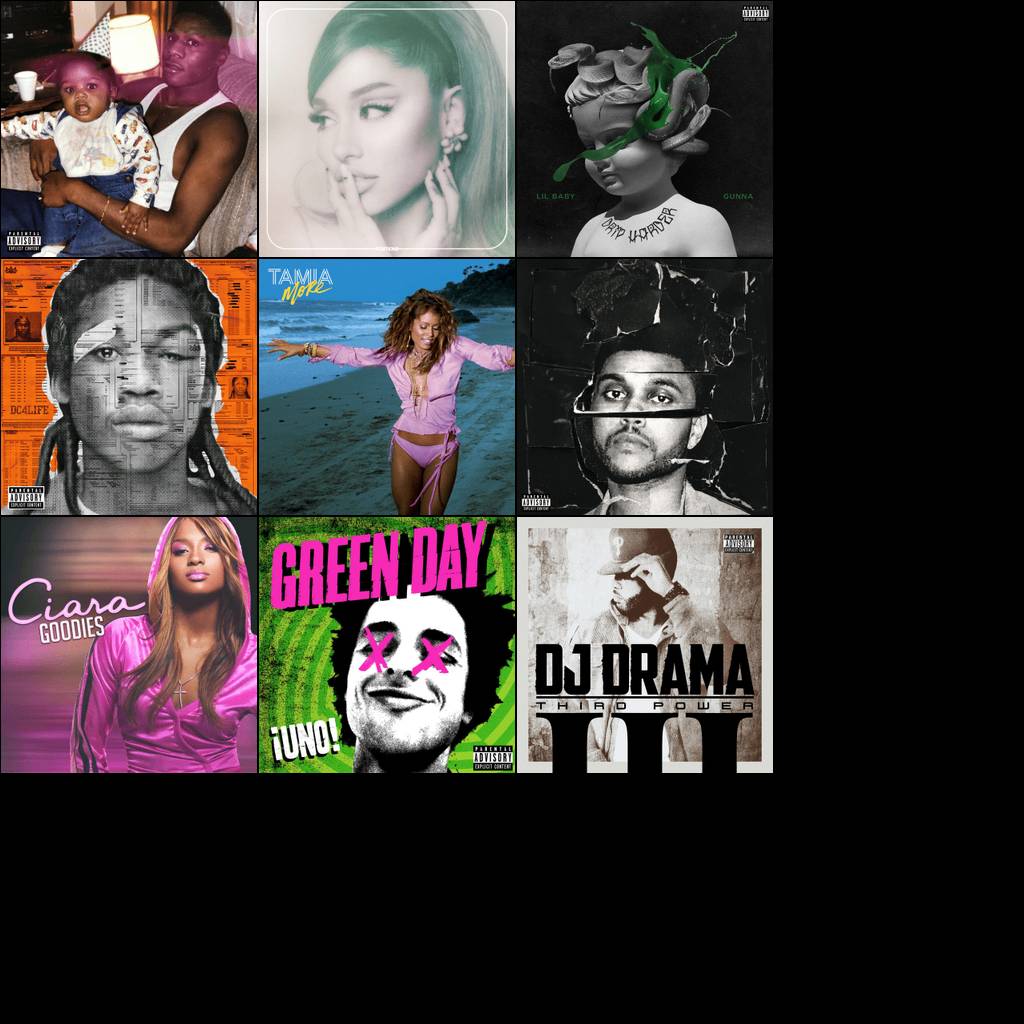 PARENTAL
ADVISORY
EXPLICIT CONTENT
PARENTAL
ADVISORY
EXPLICIT CONTENT
LIL BABY
GUNNA
DRIP HARDER
DC4LIFE
PARENTAL
ADVISORY
EXPLICIT CONTENT
TAMIA
More
PARENTAL
ADVISORY
EXPLICIT CONTENT
Ciara
GOODIES
GREEN DAY
¡UNO!
PARENTAL
ADVISORY
EXPLICIT CONTENT
PARENTAL
ADVISORY
EXPLICIT CONTENT
P
DJ DRAMA
THIRD POWER
III